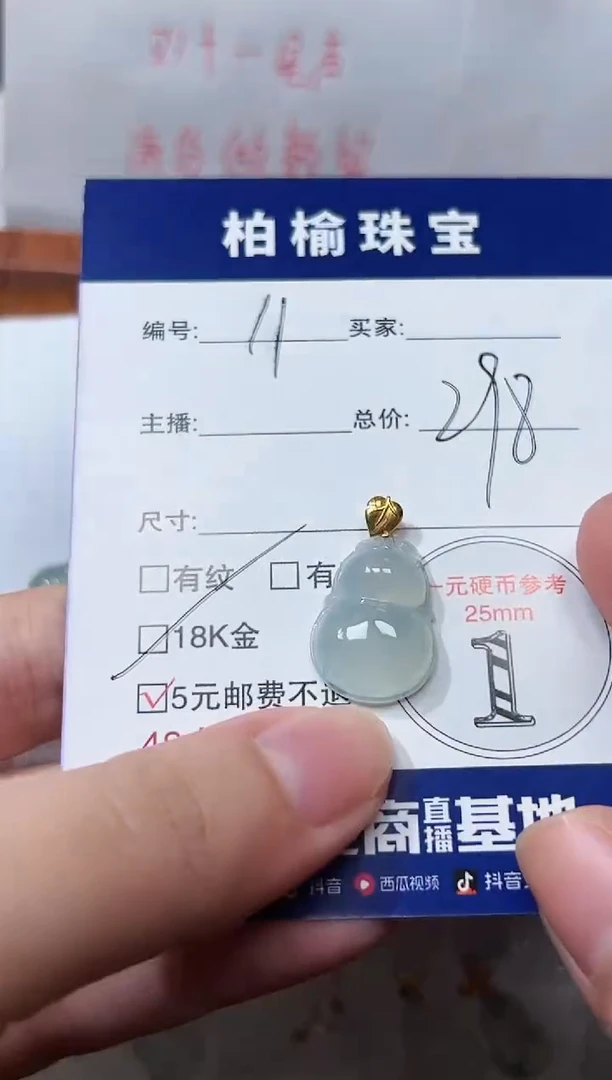 柏榆珠宝
编号: 11 买家:
主播: 总价: 298
尺寸:
有纹 有
18K金 一元硬币参考
25mm
1
5元邮费不退
48
商直播基地
抖音 西瓜视频 抖音